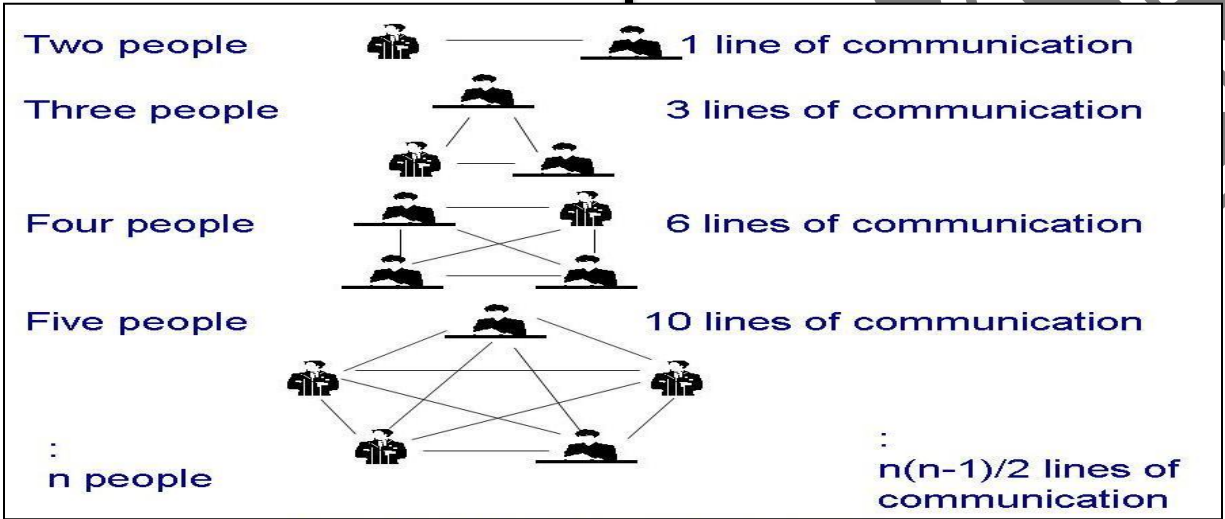 Two people 1 line of communication
Three people 3 lines of communication
Four people 6 lines of communication
Five people 10 lines of communication
:
n people
:
n(n-1)/2 lines of
communication